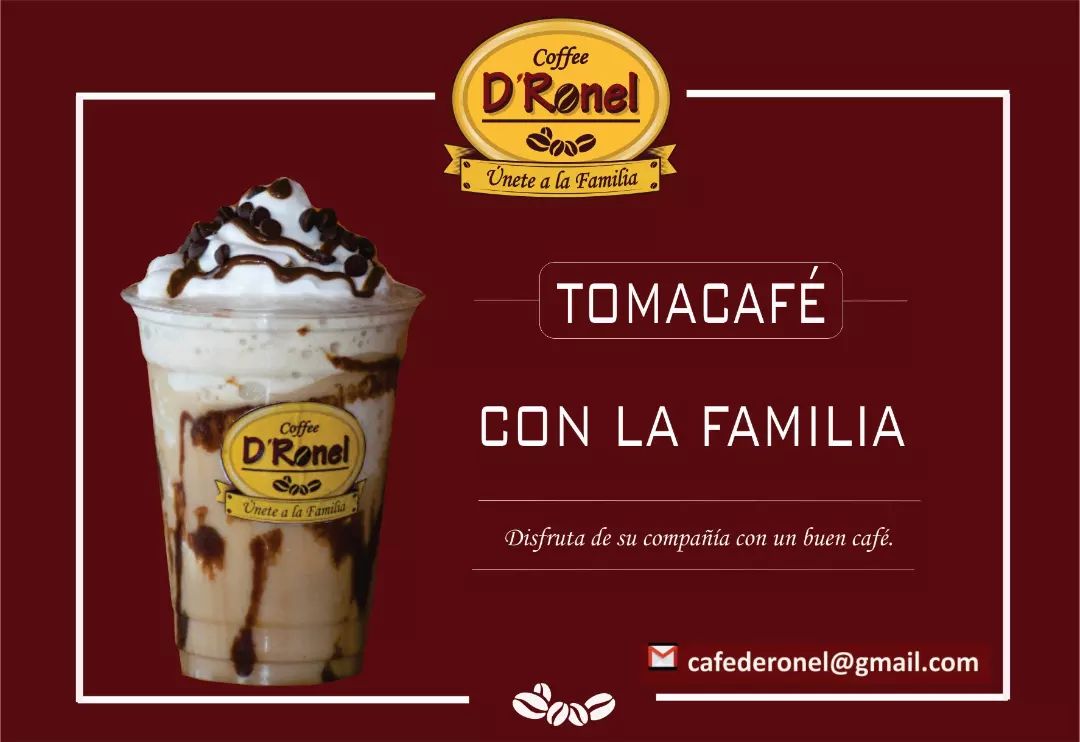 Coffee
D'Ronel
Únete a la Familia
TOMACAFÉ
CON LA FAMILIA
Disfruta de su compañía con un buen café.
Coffee
D'Ronel
Únete a la Familia
cafederonel@gmail.com